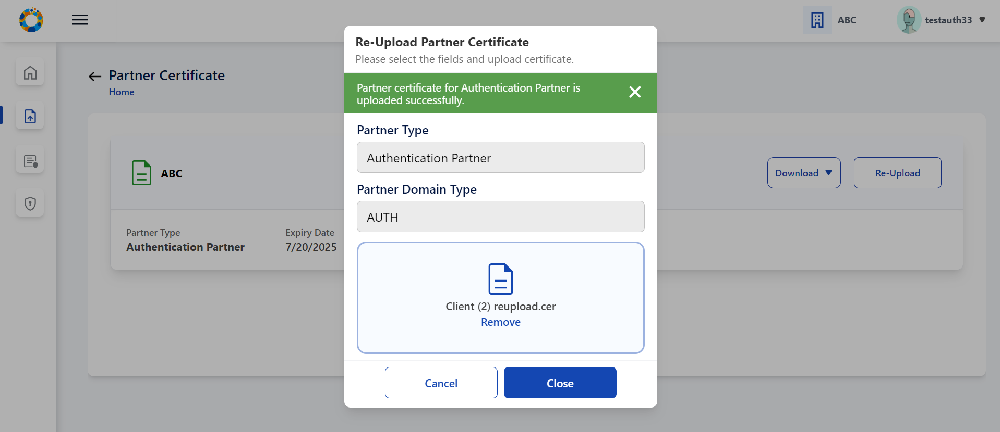 ABC
testauth33
Partner Certificate
Home
ABC
Download
Re-Upload
Partner Type
Authentication Partner
Expiry Date
7/20/2025
Re-Upload Partner Certificate
Please select the fields and upload certificate.
Partner certificate for Authentication Partner is
uploaded successfully.
Partner Type
Authentication Partner
Partner Domain Type
AUTH
Client (2) reupload.cer
Remove
Cancel
Close